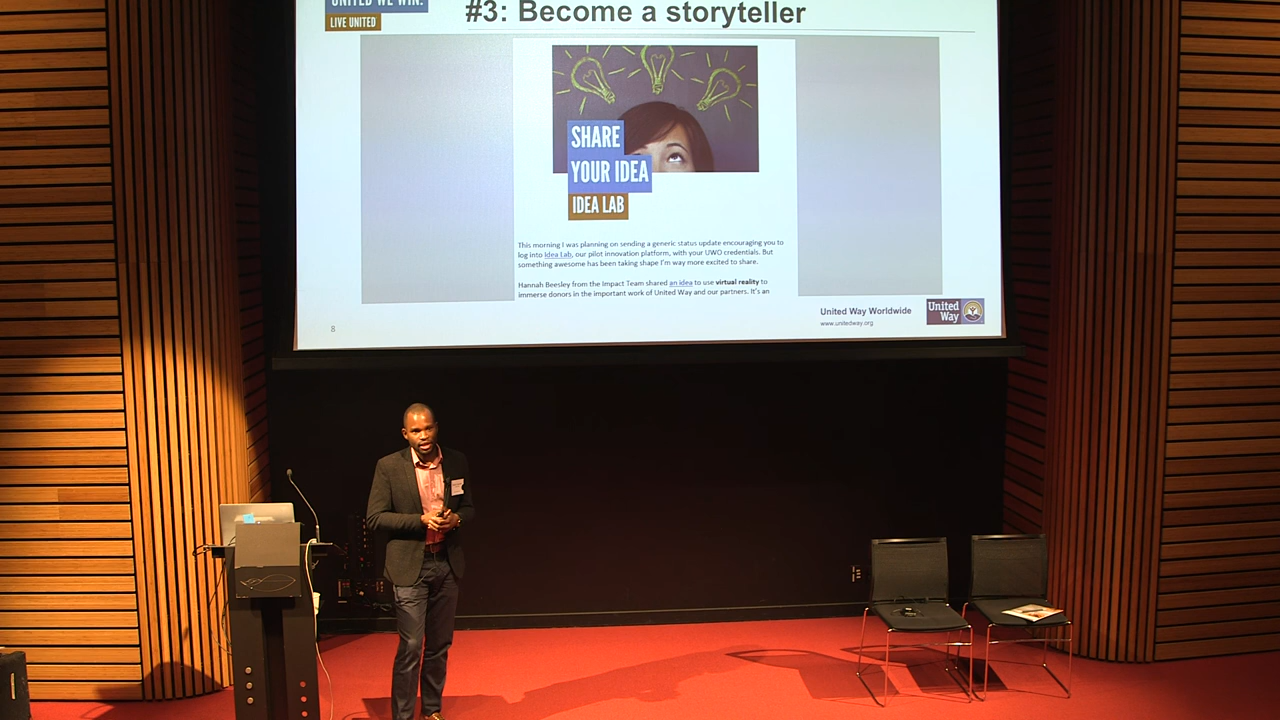 UNITED WE WIN.
LIVE UNITED
#3: Become a storyteller
SHARE
YOUR IDEA
IDEA LAB
This morning I was planning on sending a generic status update encouraging you to
log into Idea Lab, our pilot innovation platform, with your UWO credentials. But
something awesome has been taking shape I'm way more excited to share.
Hannah Beesley from the Impact Team shared an idea to use virtual reality to
immerse donors in the important work of United Way and our partners. It's an
8
United Way Worldwide
www.unitedway.org
United
Way